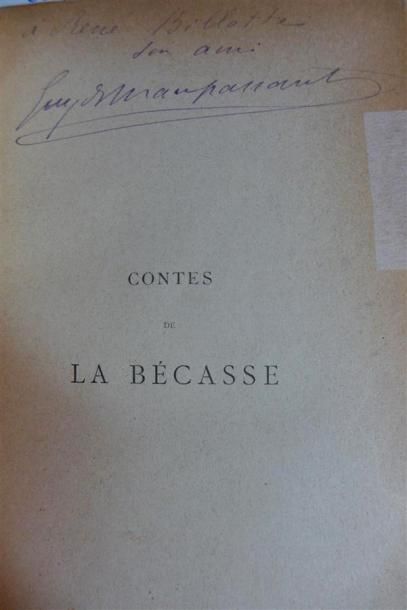 à René Billotte
son ami
Guy de Maupassant
CONTES
DE
LA BÉCASSE